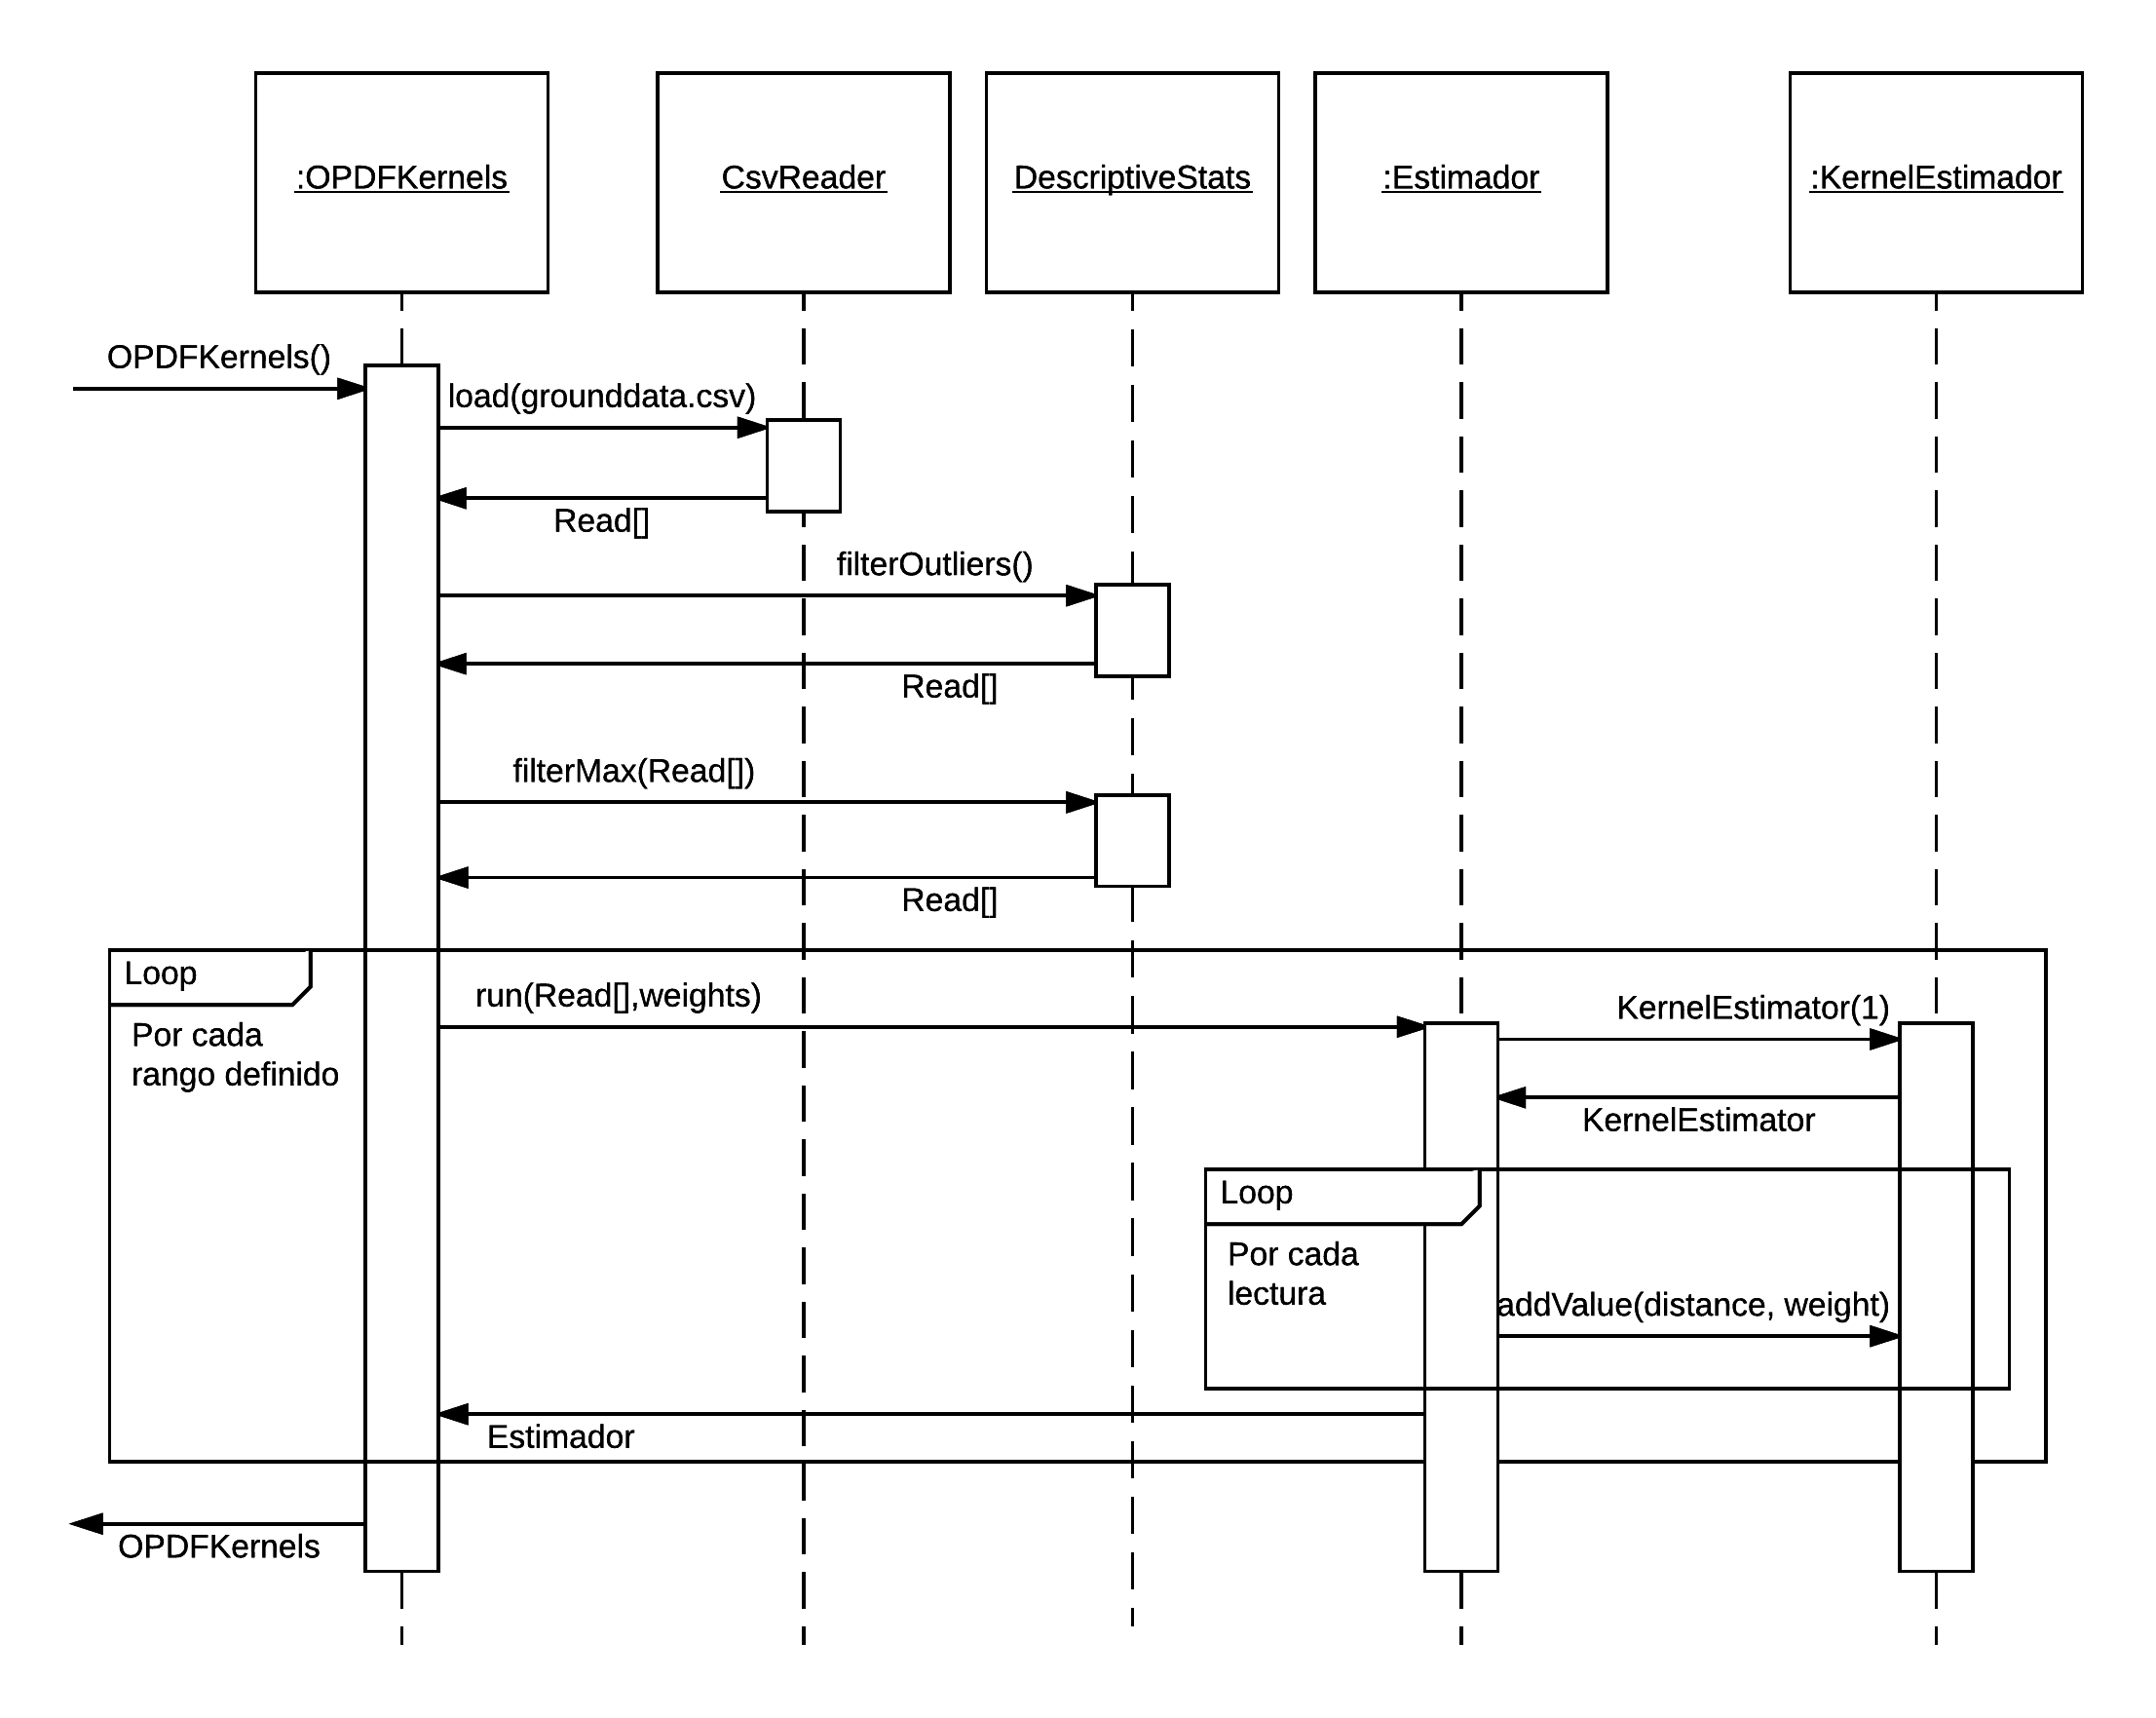 :OPDFKernels
CsvReader
DescriptiveStats
:Estimador
:KernelEstimador
OPDFKernels()
load(grounddata.csv)
Read[]
filterOutliers()
Read[]
filterMax(Read[])
Read[]
Loop
Por cada
rango definido
run(Read[],weights)
KernelEstimator(1)
KernelEstimator
Loop
Por cada
lectura
addValue(distance, weight)
Estimador
OPDFKernels